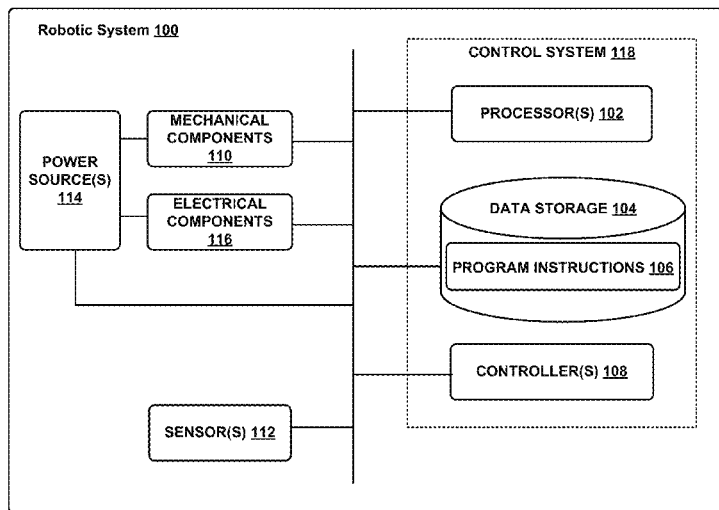 Robotic System 100
CONTROL SYSTEM 118
MECHANICAL
COMPONENTS
110
PROCESSOR(S) 102
POWER
SOURCE(S)
114
ELECTRICAL
COMPONENTS
116
DATA STORAGE 104
PROGRAM INSTRUCTIONS 106
CONTROLLER(S) 108
SENSOR(S) 112